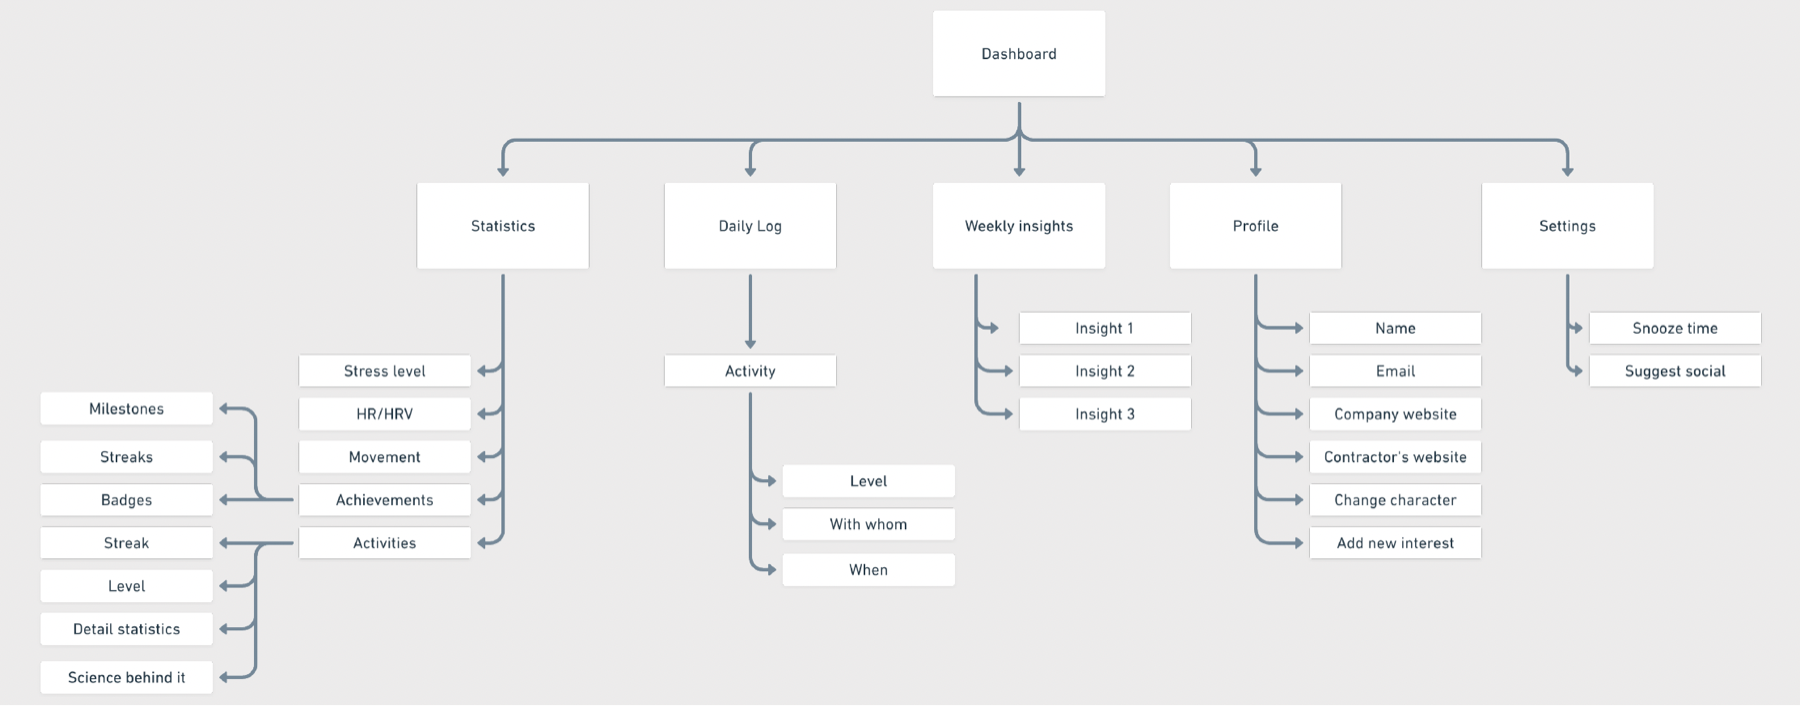 Dashboard
Statistics
Daily Log
Weekly insights
Profile
Settings
Stress level
HR/HRV
Movement
Achievements
Activities
Milestones
Streaks
Badges
Streak
Level
Detail statistics
Science behind it
Activity
Level
With whom
When
Insight 1
Insight 2
Insight 3
Name
Email
Company website
Contractor's website
Change character
Add new interest
Snooze time
Suggest social